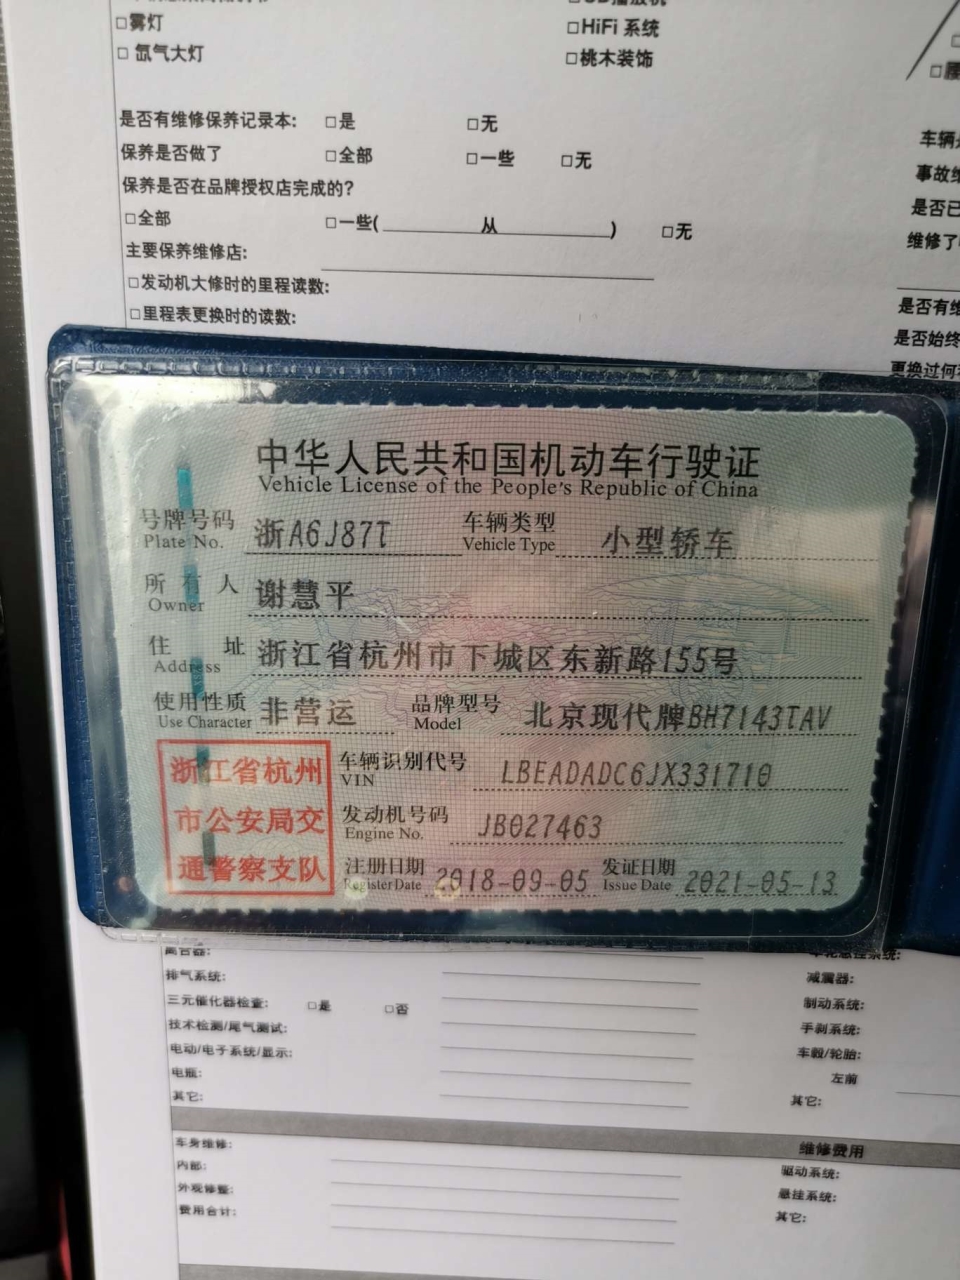 □雾灯
□HiFi 系统
□ 氙气大灯
□桃木装饰
是否有维修保养记录本: □是 □无
保养是否做了 □全部 □一些 □无
保养是否在品牌授权店完成的?
□全部 □一些( 从 ) □无
主要保养维修店:
□发动机大修时的里程读数:
□里程表更换时的读数:
事故维
是否已
维修了
是否有维
是否始终
更换过何
中华人民共和国机动车行驶证
Vehicle License of the People's Republic of China
号牌号码 浙A6J87T 车辆类型 小型轿车
Plate No. Vehicle Type
所有人 谢慧平
Owner
住址 浙江省杭州市下城区东新路155号
Address
使用性质 非营运 品牌型号 北京现代牌BH7143TAV
Use Character Model
浙江省杭州
市公安局交
通警察支队
车辆识别代号 LBEADADC6JX331710
VIN
发动机号码 JB027463
Engine No.
注册日期 2018-09-05 发证日期 2021-05-13
Register Date Issue Date
离合器:
排气系统:
减震器:
三元催化器检查: □是 □否
制动系统:
技术检测/尾气测试:
手刹系统:
电动/电子系统/显示:
车毂/轮胎:
电瓶:
左前
其它:
其它:
维修费用
车身维修:
驱动系统:
内部:
悬挂系统:
外观修整:
其它:
费用合计: